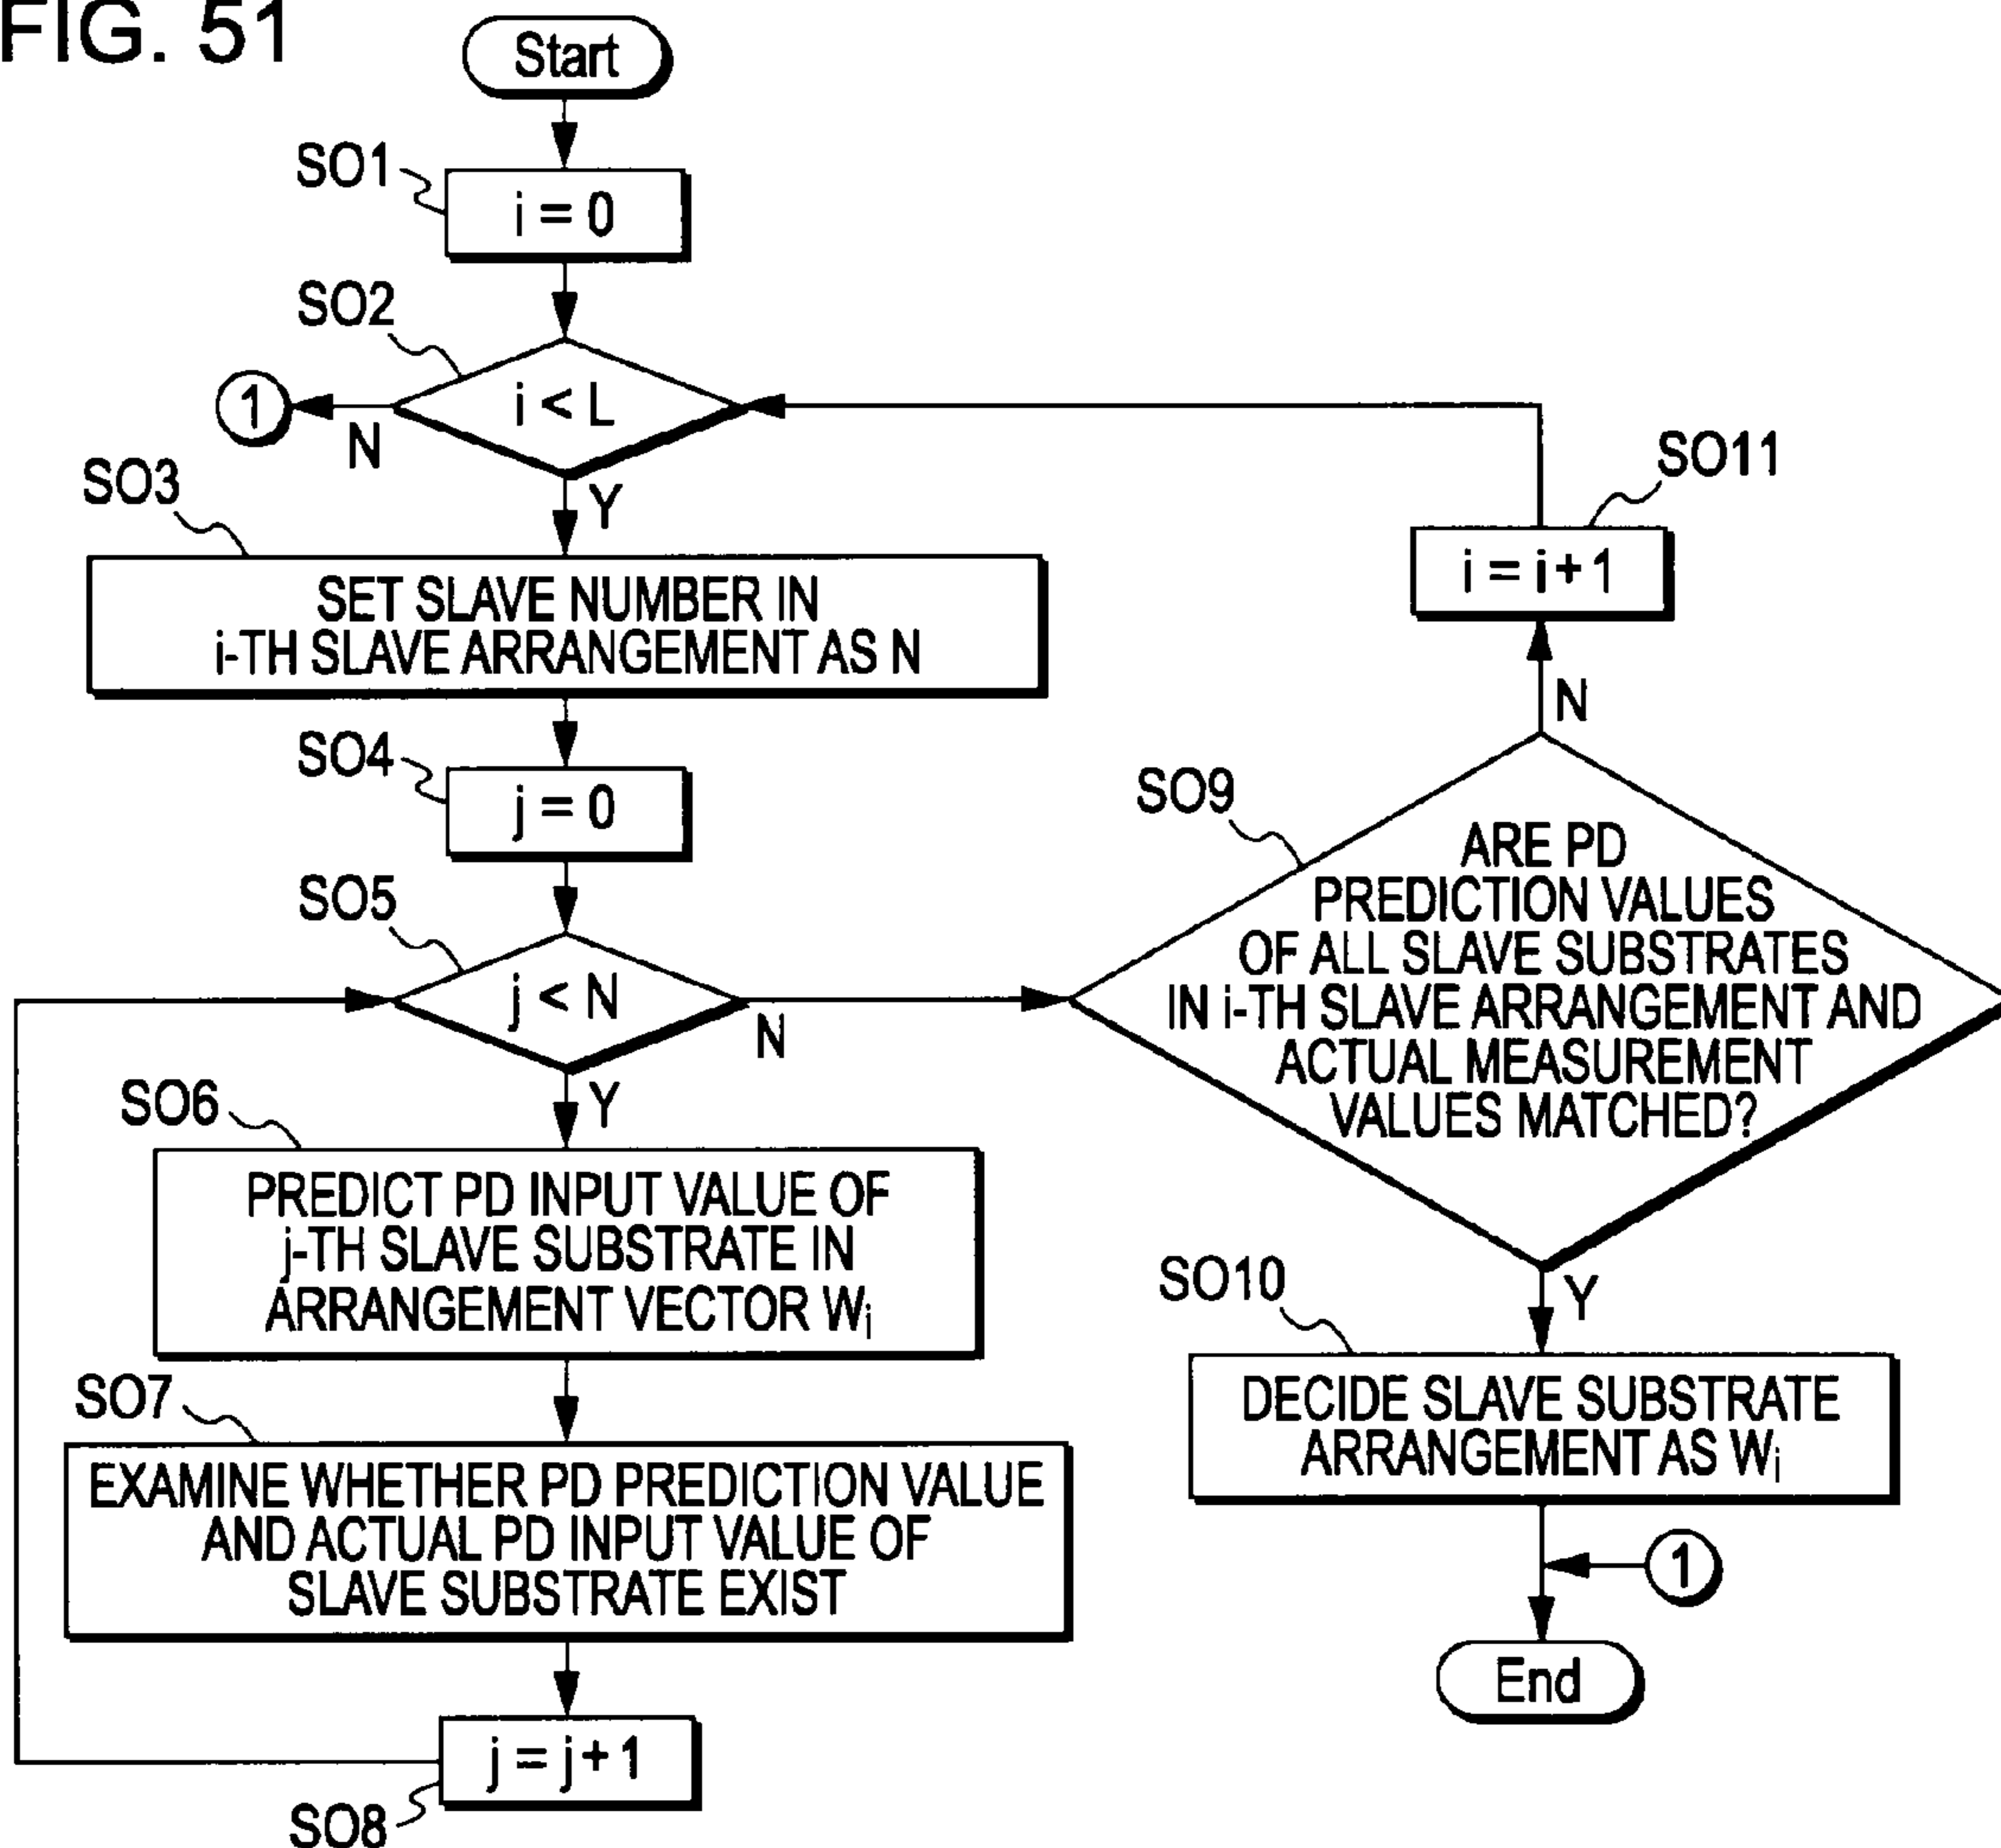 FIG. 51
Start
SO1
i = 0
SO2
i < L
1
N
Y
SO3
SET SLAVE NUMBER IN
i-TH SLAVE ARRANGEMENT AS N
SO4
j = 0
SO5
j < N
N
Y
SO6
PREDICT PD INPUT VALUE OF
j-TH SLAVE SUBSTRATE IN
ARRANGEMENT VECTOR Wi
SO7
EXAMINE WHETHER PD PREDICTION VALUE
AND ACTUAL PD INPUT VALUE OF
SLAVE SUBSTRATE EXIST
j = j + 1
SO8
SO11
i = i + 1
N
SO9
ARE PD
PREDICTION VALUES
OF ALL SLAVE SUBSTRATES
IN i-TH SLAVE ARRANGEMENT AND
ACTUAL MEASUREMENT
VALUES MATCHED?
Y
SO10
DECIDE SLAVE SUBSTRATE
ARRANGEMENT AS Wi
1
End